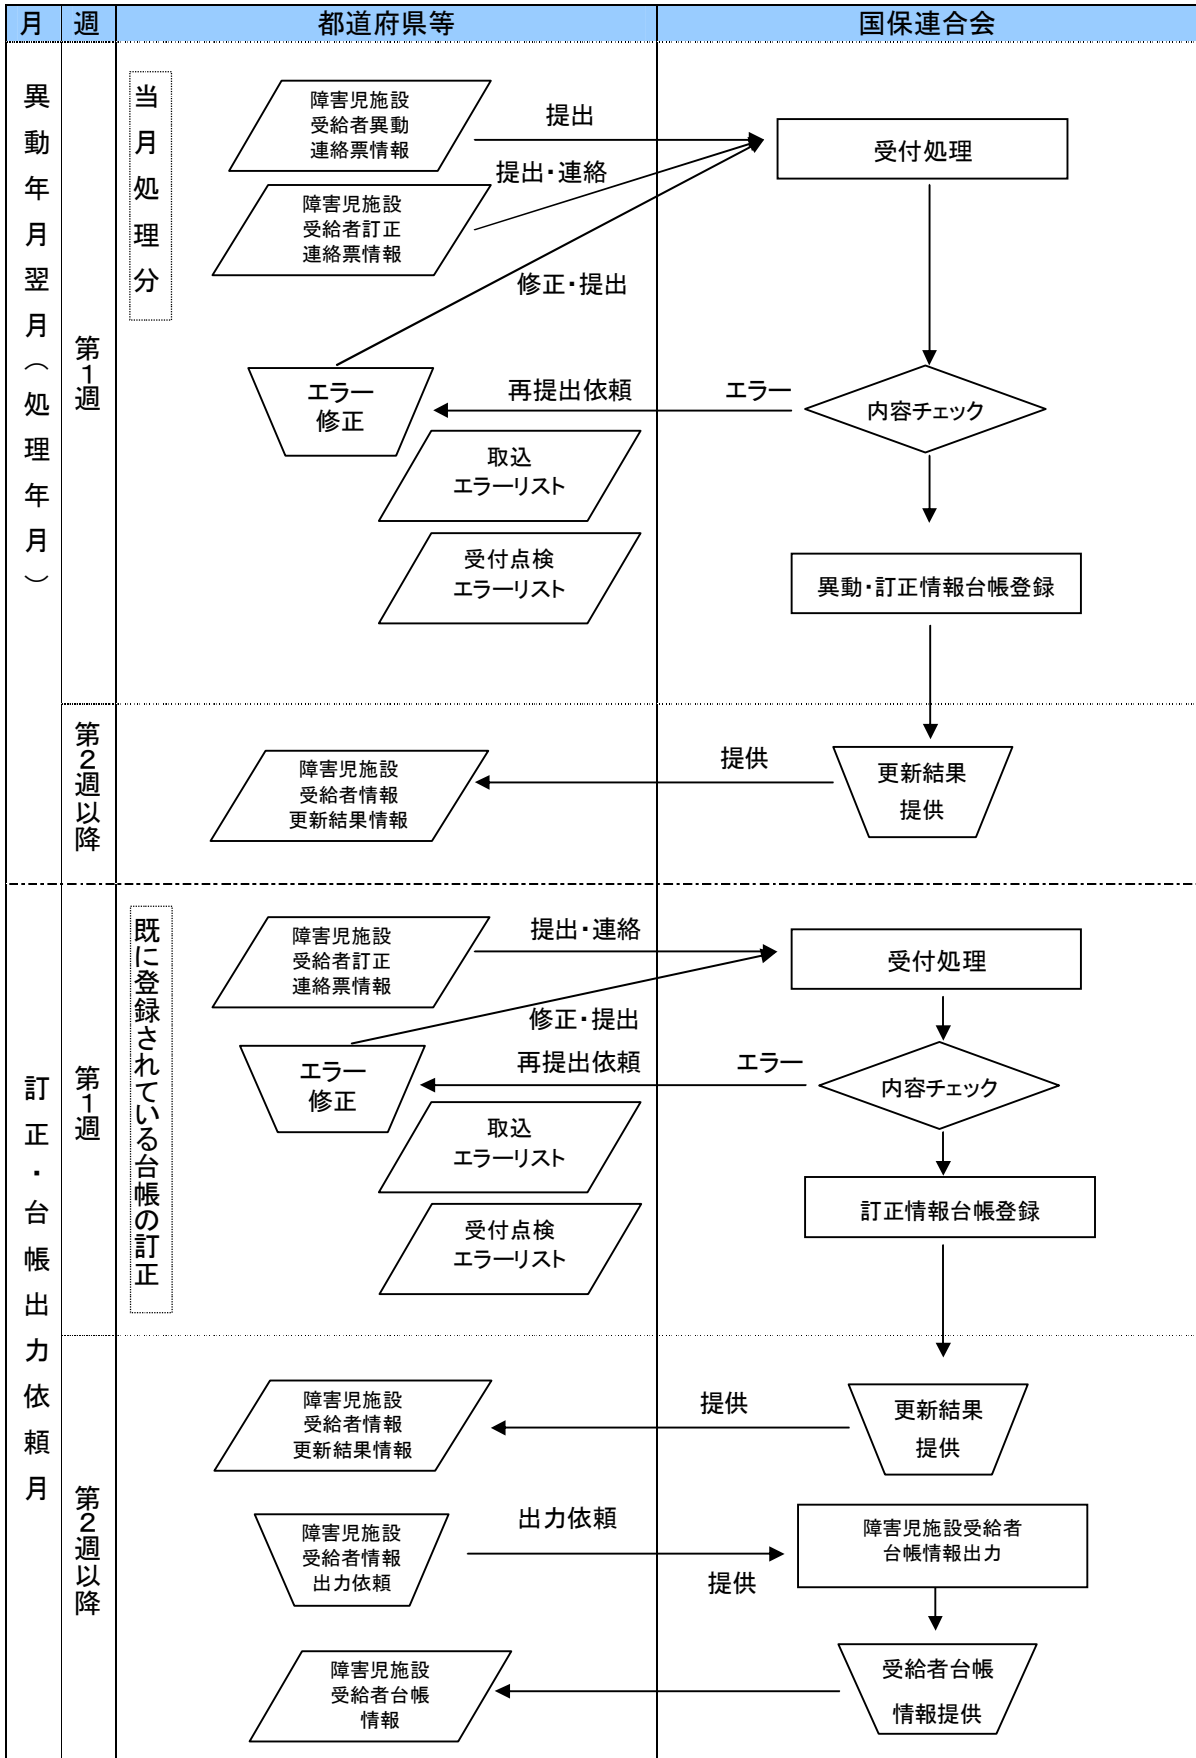 月
週
都道府県等
国保連合会
異動年月翌月（処理年月）
第1週
当月処理分
障害児施設
受給者異動
連絡票情報
提出
受付処理
提出・連絡
障害児施設
受給者訂正
連絡票情報
修正・提出
エラー
修正
再提出依頼
エラー
内容チェック
取込
エラーリスト
受付点検
エラーリスト
異動・訂正情報台帳登録
第2週以降
障害児施設
受給者情報
更新結果情報
提供
更新結果
提供
訂正・台帳出力依頼月
第1週
既に登録されている台帳の訂正
障害児施設
受給者訂正
連絡票情報
提出・連絡
受付処理
修正・提出
エラー
修正
再提出依頼
エラー
内容チェック
取込
エラーリスト
受付点検
エラーリスト
訂正情報台帳登録
第2週以降
障害児施設
受給者情報
更新結果情報
提供
更新結果
提供
障害児施設
受給者情報
出力依頼
出力依頼
障害児施設受給者
台帳情報出力
提供
障害児施設
受給者台帳
情報
受給者台帳
情報提供